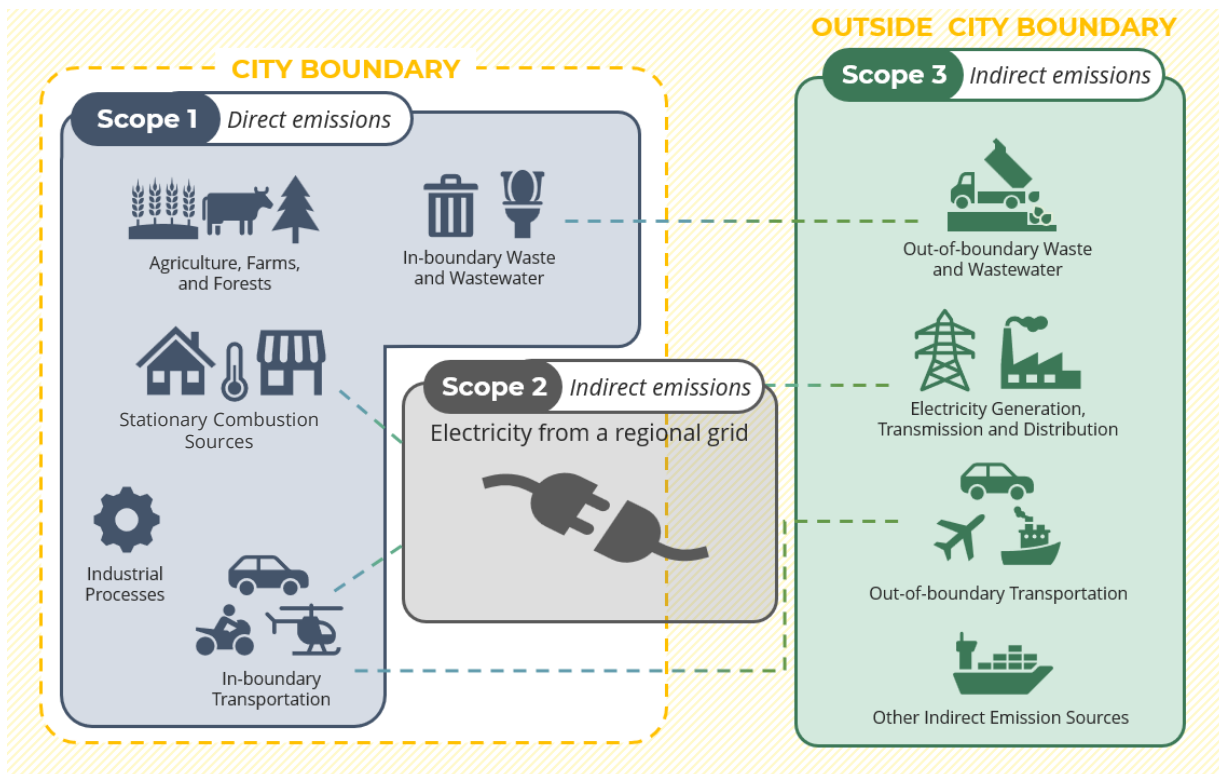 OUTSIDE CITY BOUNDARY
CITY BOUNDARY
Scope 1 Direct emissions
Agriculture, Farms,
and Forests
In-boundary Waste
and Wastewater
Stationary Combustion
Sources
Industrial
Processes
In-boundary
Transportation
Scope 2 Indirect emissions
Electricity from a regional grid
Scope 3 Indirect emissions
Out-of-boundary Waste
and Wastewater
Electricity Generation,
Transmission and Distribution
Out-of-boundary Transportation
Other Indirect Emission Sources